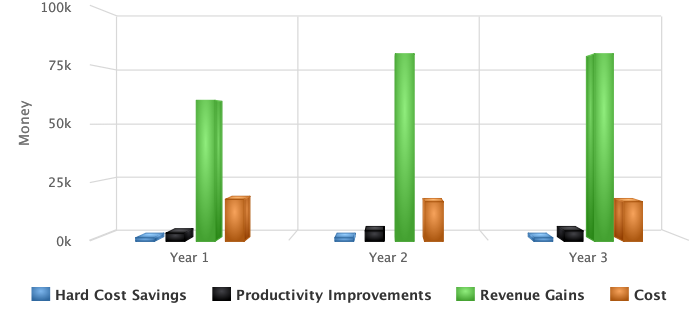 100k
75k
50k
25k
0k
Money
Year 1 Year 2 Year 3
Hard Cost Savings Productivity Improvements Revenue Gains Cost